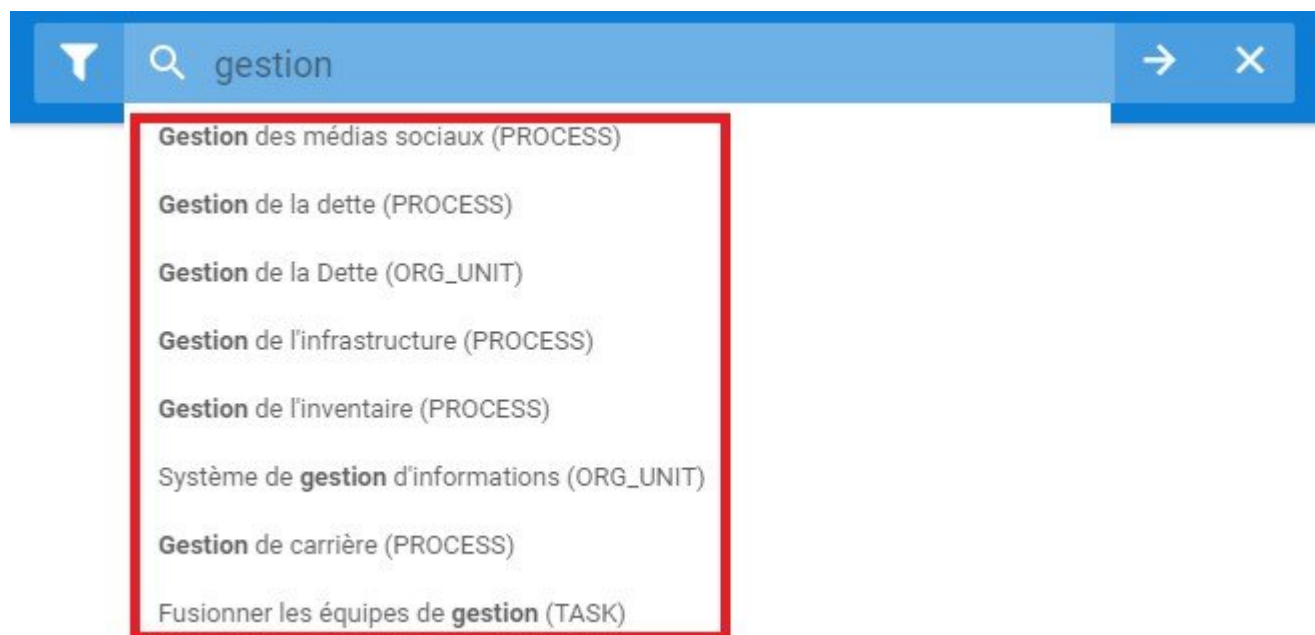 gestion
Gestion des médias sociaux (PROCESS)
Gestion de la dette (PROCESS)
Gestion de la Dette (ORG_UNIT)
Gestion de l'infrastructure (PROCESS)
Gestion de l'inventaire (PROCESS)
Système de gestion d'informations (ORG_UNIT)
Gestion de carrière (PROCESS)
Fusionner les équipes de gestion (TASK)